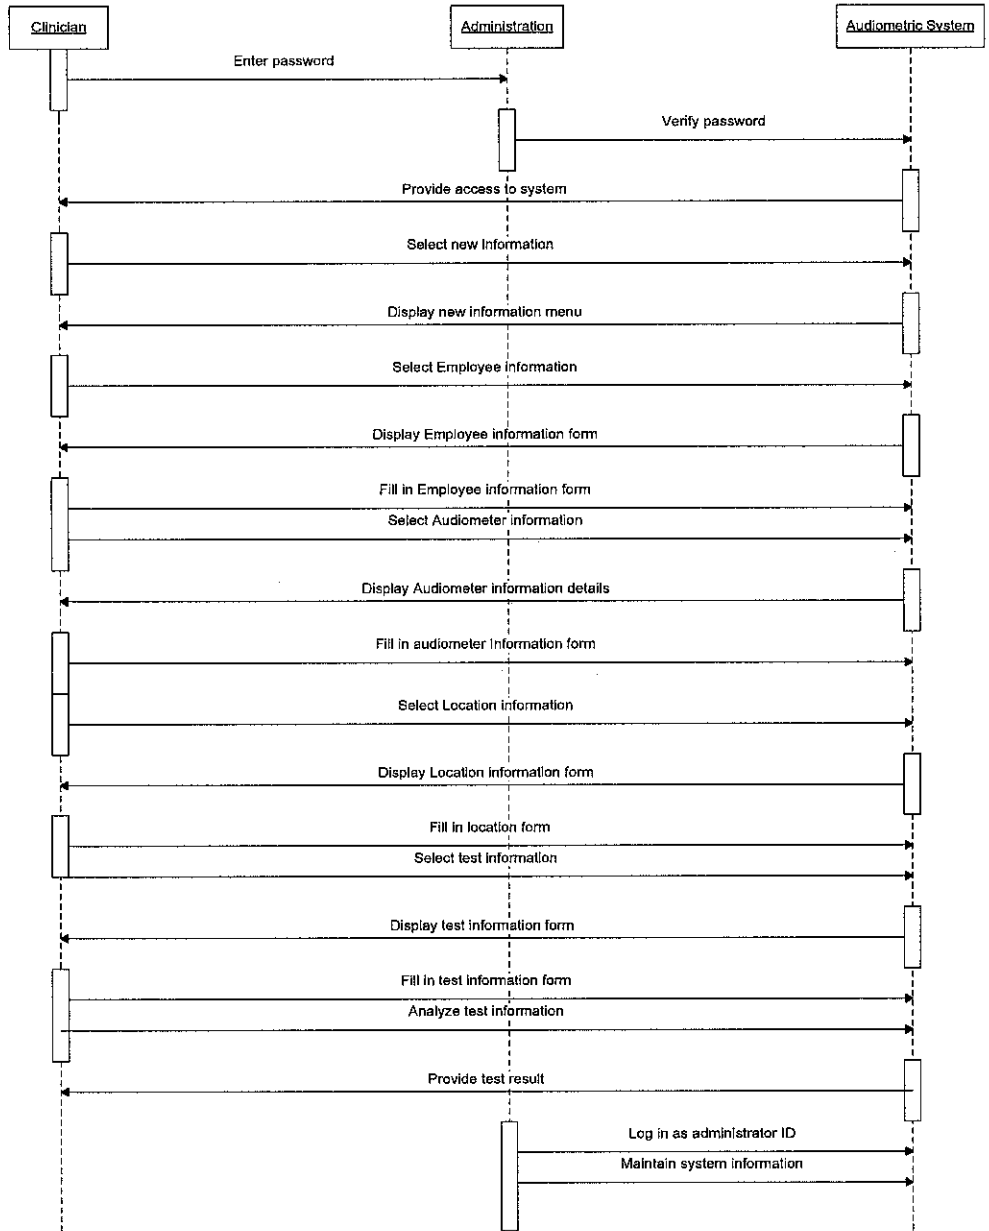 Clinician
Administration
Audiometric System
Enter password
Verify password
Provide access to system
Select new Information
Display new information menu
Select Employee information
Display Employee information form
Fill in Employee information form
Select Audiometer information
Display Audiometer information details
Fill in audiometer Information form
Select Location information
Display Location information form
Fill in location form
Select test information
Display test information form
Fill in test information form
Analyze test information
Provide test result
Log in as administrator ID
Maintain system information